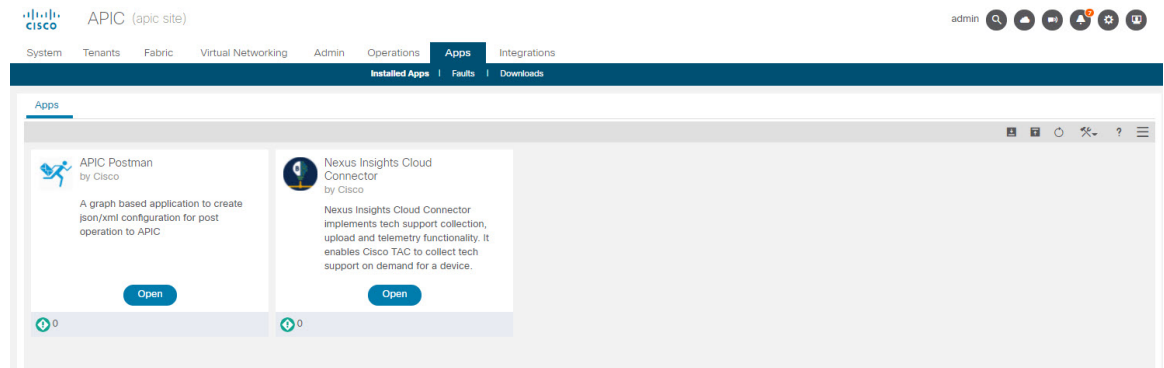 CISCO
APIC (apic site)
admin
System Tenants Fabric Virtual Networking Admin Operations Apps Integrations
Installed Apps | Faults | Downloads
Apps
?
APIC Postman
by Cisco
A graph based application to create
json/xml configuration for post
operation to APIC
Open
0
Nexus Insights Cloud
Connector
by Cisco
Nexus Insights Cloud Connector
implements tech support collection,
upload and telemetry functionality. It
enables Cisco TAC to collect tech
support on demand for a device.
Open
0